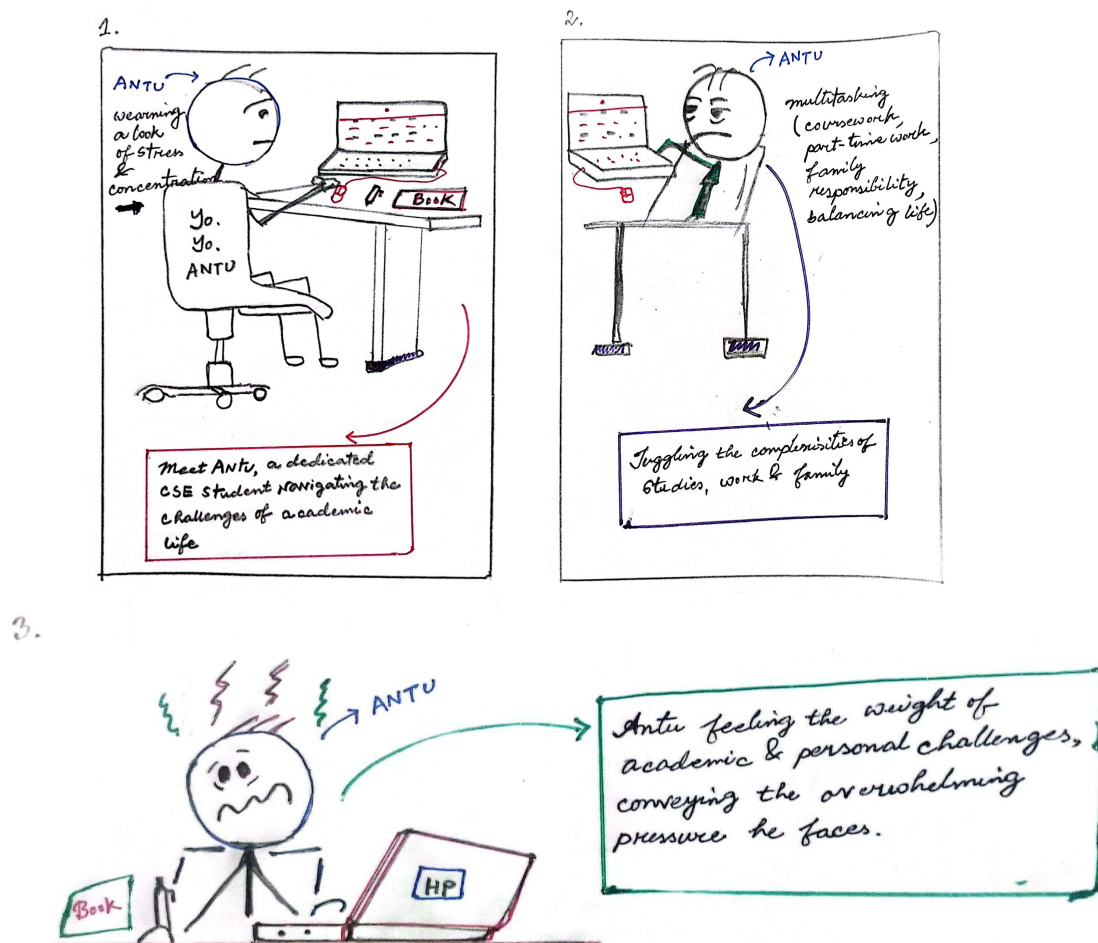 1.
ANTU
wearning
a look
of stress
&
concentration
Book
Yo.
Yo.
ANTU
Meet Antu, a dedicated
CSE Student Navigating the
challenges of academic
life
2.
ANTU
multitasking
(coursework,
part-time work,
family
responsibility,
balancing life)
Juggling the complexisities of
Studies, work & family
3.
ANTU
Book
HP
Antu feeling the weight of
academic & personal challenges,
conveying the overwhelming
pressure he faces.